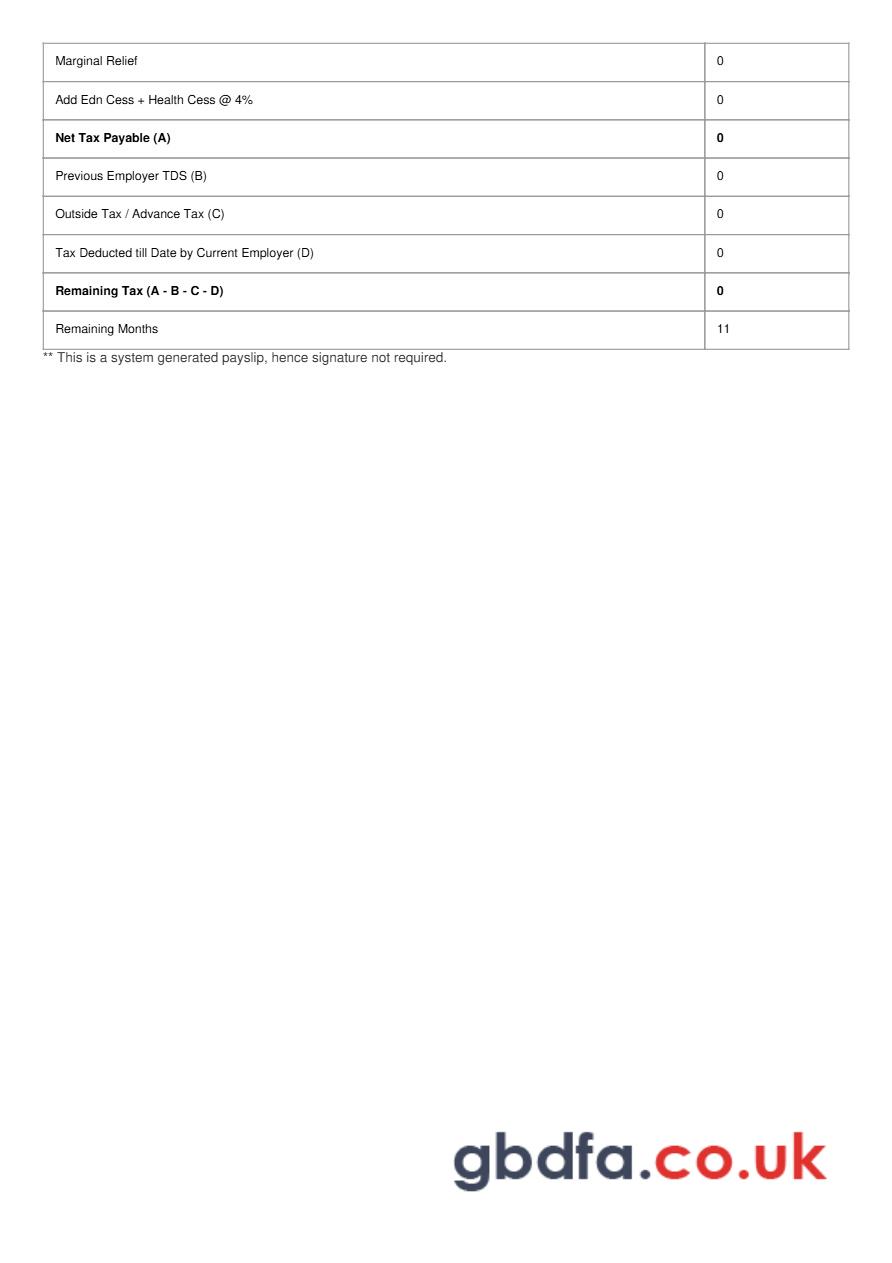 Marginal Relief 0
Add Edn Cess + Health Cess @ 4% 0
Net Tax Payable (A) 0
Previous Employer TDS (B) 0
Outside Tax / Advance Tax (C) 0
Tax Deducted till Date by Current Employer (D) 0
Remaining Tax (A - B - C - D) 0
Remaining Months 11
** This is a system generated payslip, hence signature not required.
gbdfa.co.uk